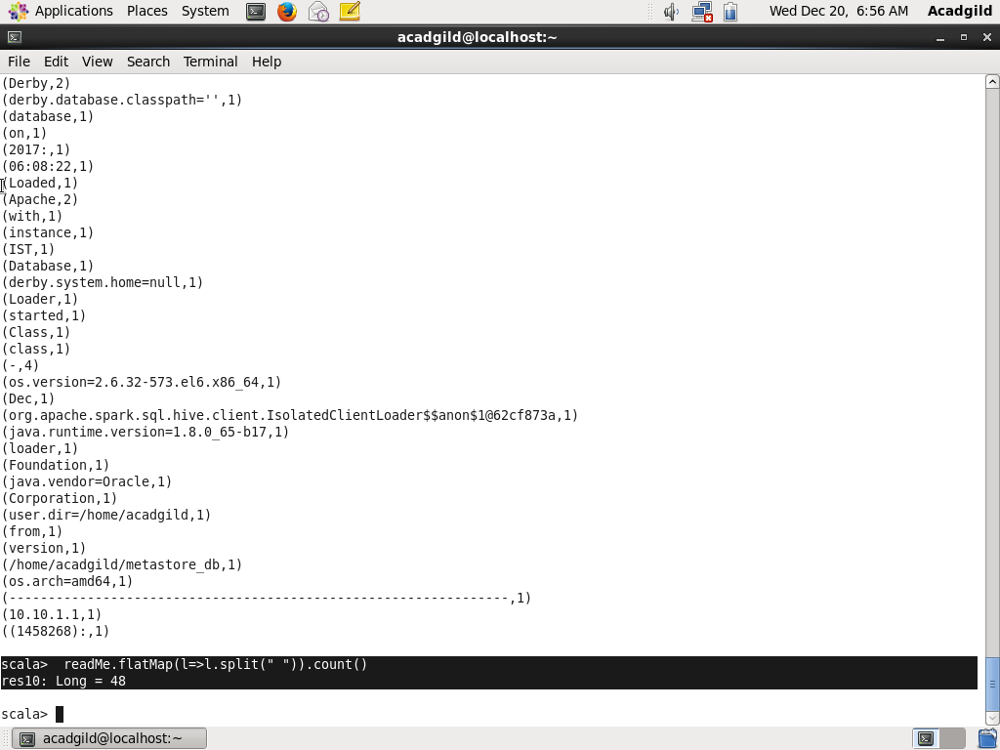 Applications Places System Wed Dec 20, 6:56 AM Acadgild
acadgild@localhost:~
File Edit View Search Terminal Help
(Derby,2)
(derby.database.classpath='',1)
(database,1)
(on,1)
(2017:,1)
(06:08:22,1)
(Loaded,1)
(Apache,2)
(with,1)
(instance,1)
(IST,1)
(Database,1)
(derby.system.home=null,1)
(Loader,1)
(started,1)
(Class,1)
(class,1)
(-,4)
(os.version=2.6.32-573.el6.x86_64,1)
(Dec,1)
(org.apache.spark.sql.hive.client.IsolatedClientLoader$$anon$1@62cf873a,1)
(java.runtime.version=1.8.0_65-b17,1)
(loader,1)
(Foundation,1)
(java.vendor=Oracle,1)
(Corporation,1)
(user.dir=/home/acadgild,1)
(from,1)
(version,1)
(/home/acadgild/metastore_db,1)
(os.arch=amd64,1)
(----------------------------------------------------------------,1)
(10.10.1.1,1)
((1458268):,1)
scala>  readMe.flatMap(l=>l.split(" ")).count()
res10: Long = 48
scala>
acadgild@localhost:~